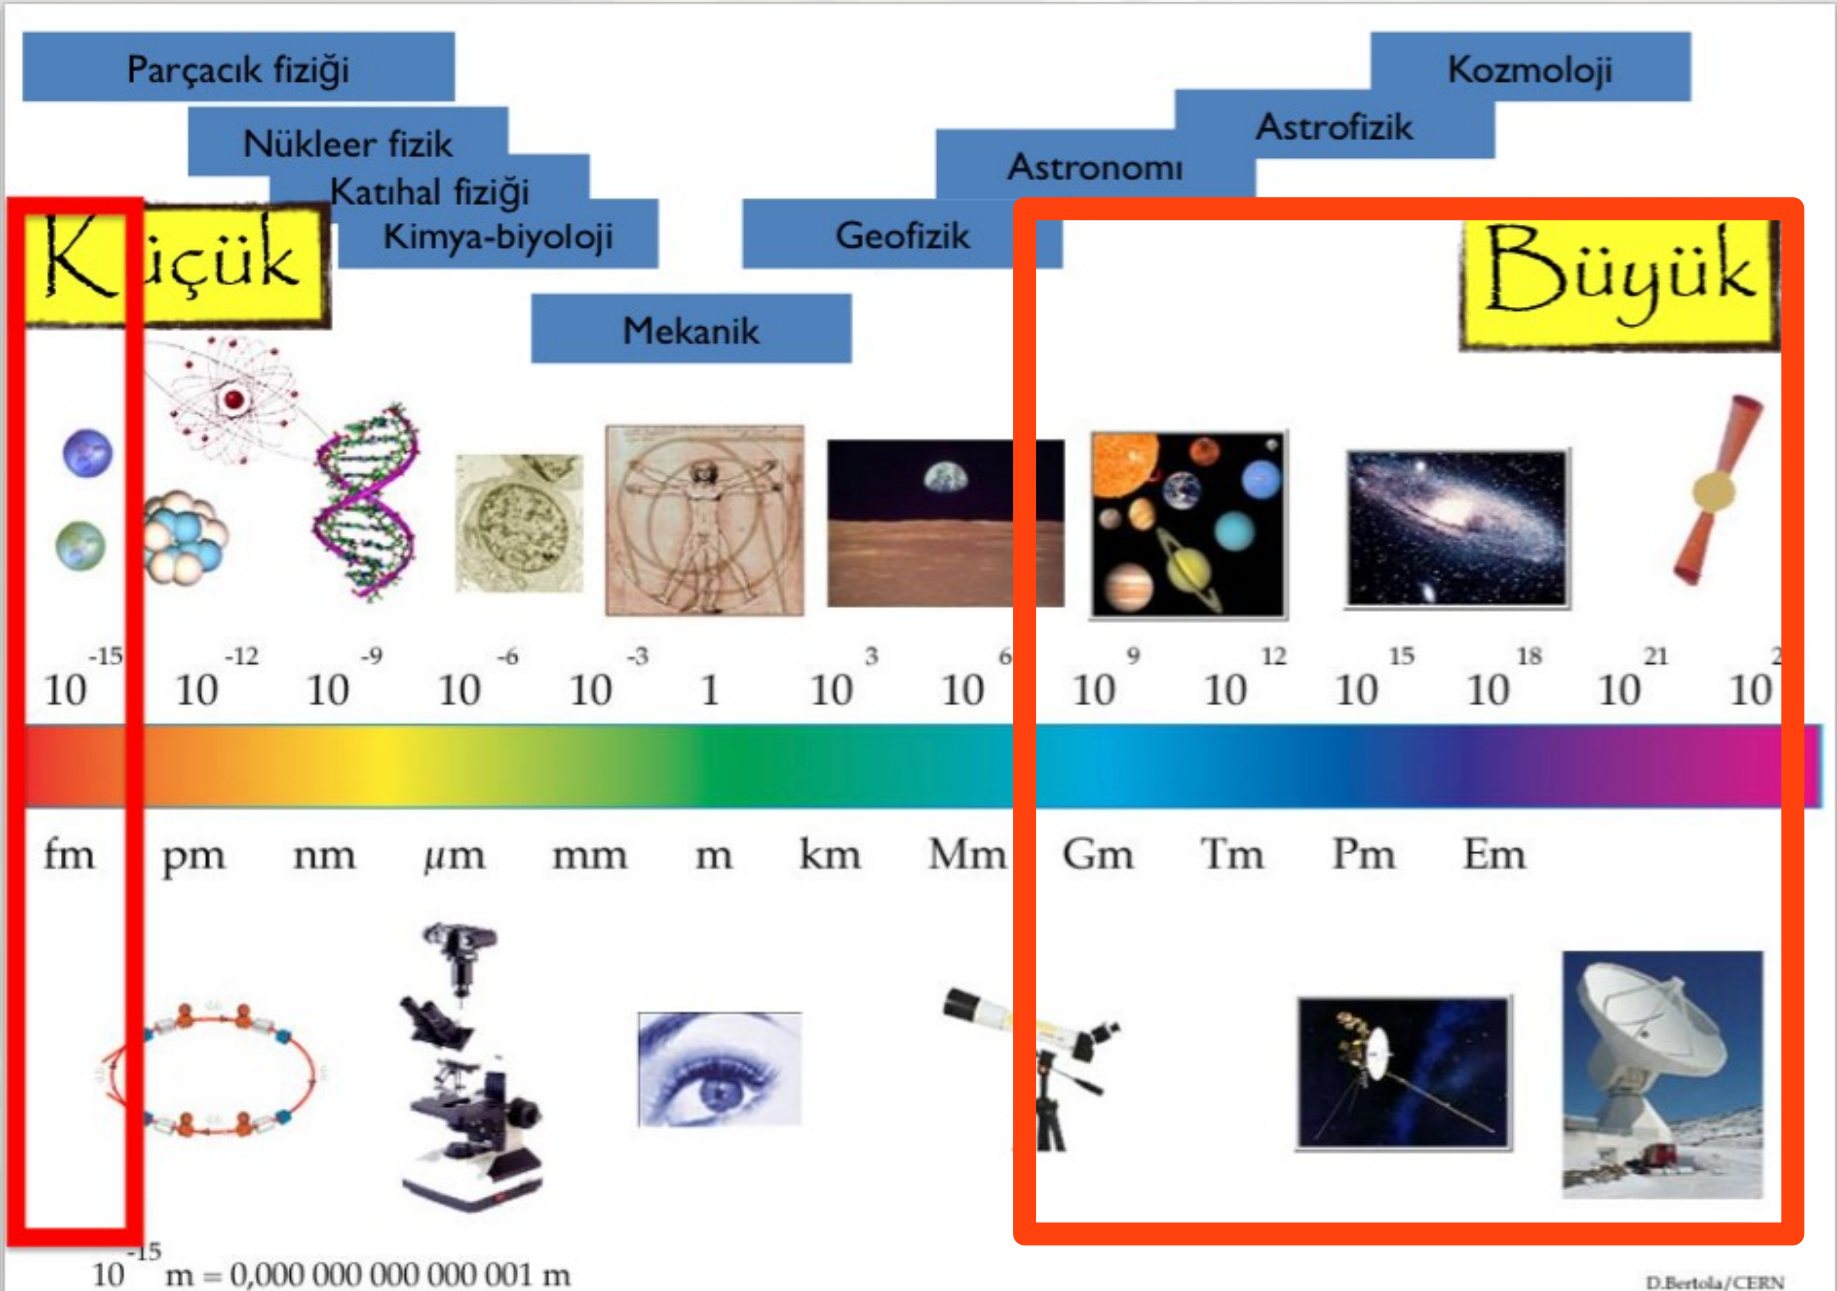 Parçacık fiziği
Kozmoloji
Astrofizik
Nükleer fizik
Astronomı
Katıhal fiziği
Kimya-biyoloji
Geofizik
Küçük
Büyük
Mekanik
10-15 10-12 10-9 10-6 10-3 1 103 106 109 1012 1015 1018 1021 102
fm pm nm µm mm m km Mm Gm Tm Pm Em
10-15 m = 0,000 000 000 000 001 m
D.Bertola/CERN